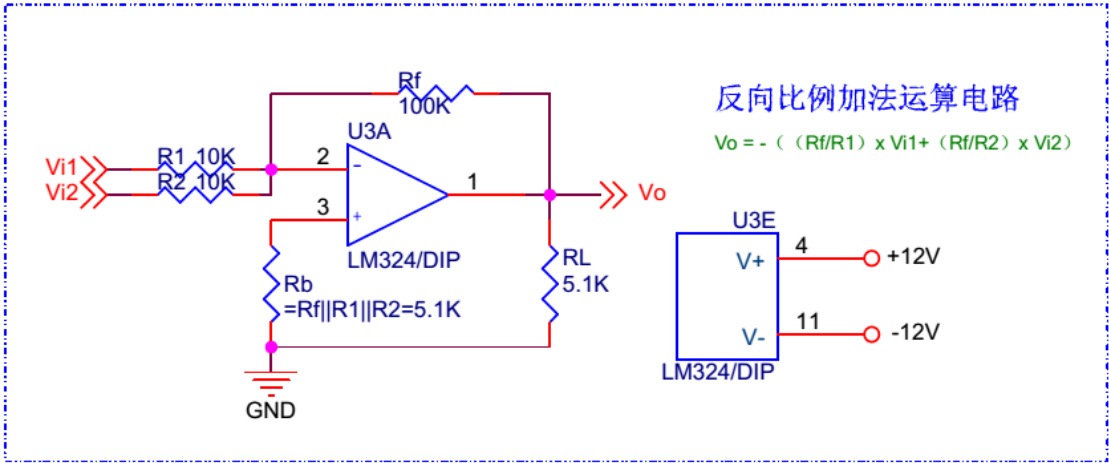 Rf
100K
反向比例加法运算电路
U3A
Vo = -（（Rf/R1）x Vi1+（Rf/R2）x Vi2）
Vi1
R1 10K
2
-
Vi2
R2 10K
1
Vo
3
+
U3E
LM324/DIP
RL
5.1K
Rb
=Rf||R1||R2=5.1K
V+
4
+12V
V-
11
-12V
LM324/DIP
GND